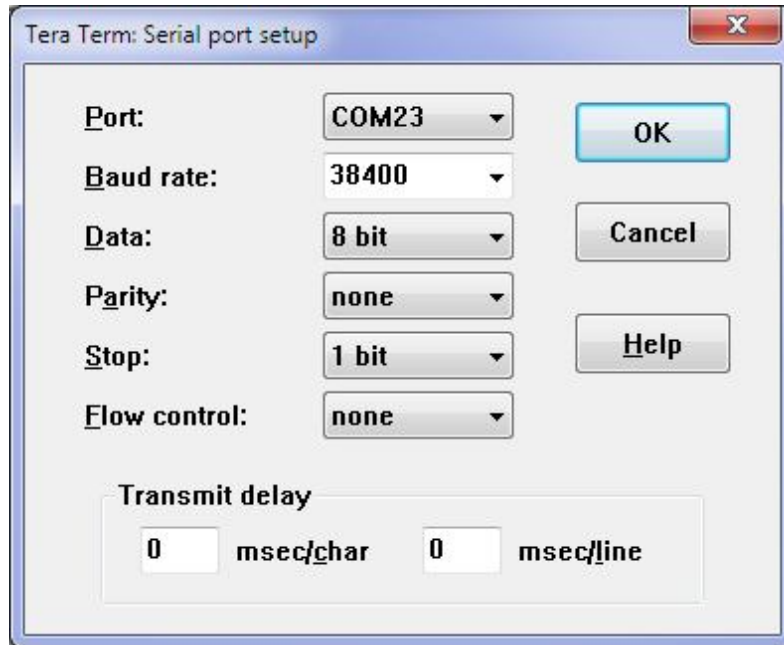 Tera Term: Serial port setup
Port: COM23
OK
Baud rate: 38400
Data: 8 bit
Cancel
Parity: none
Stop: 1 bit
Help
Flow control: none
Transmit delay
0 msec/char 0 msec/line